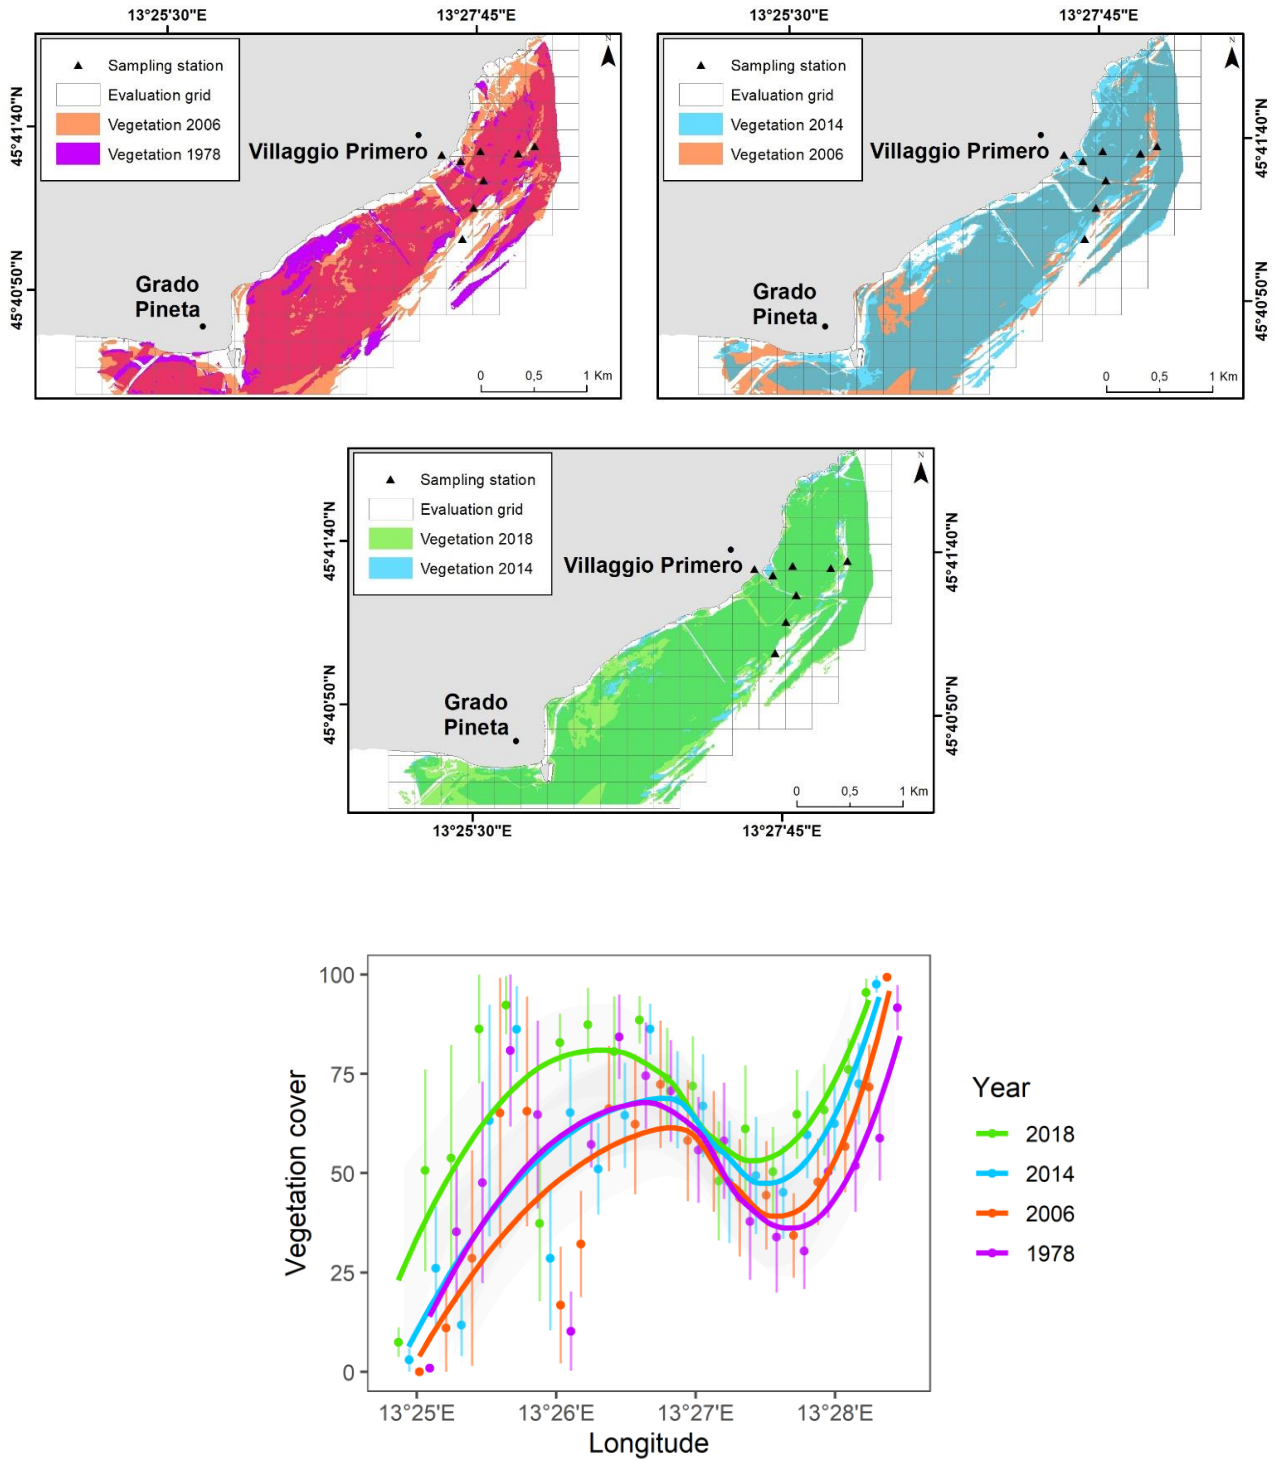 13°25'30"E
13°27'45"E
13°25'30"E
13°27'45"E
45°41'40"N
45°40'50"N
N
Sampling station
Evaluation grid
Vegetation 2006
Vegetation 1978
Villaggio Primero
Grado
Pineta
0 0,5 1 Km
N
Sampling station
Evaluation grid
Vegetation 2014
Vegetation 2006
Villaggio Primero
Grado
Pineta
0 0,5 1 Km
45°41'40"N
45°40'50"N
45°41'40"N
45°40'50"N
N
Sampling station
Evaluation grid
Vegetation 2018
Vegetation 2014
Villaggio Primero
Grado
Pineta
0 0,5 1 Km
45°41'40"N
45°40'50"N
13°25'30"E
13°27'45"E
Vegetation cover
100
75
50
25
0
13°25'E
13°26'E
13°27'E
13°28'E
Longitude
Year
2018
2014
2006
1978